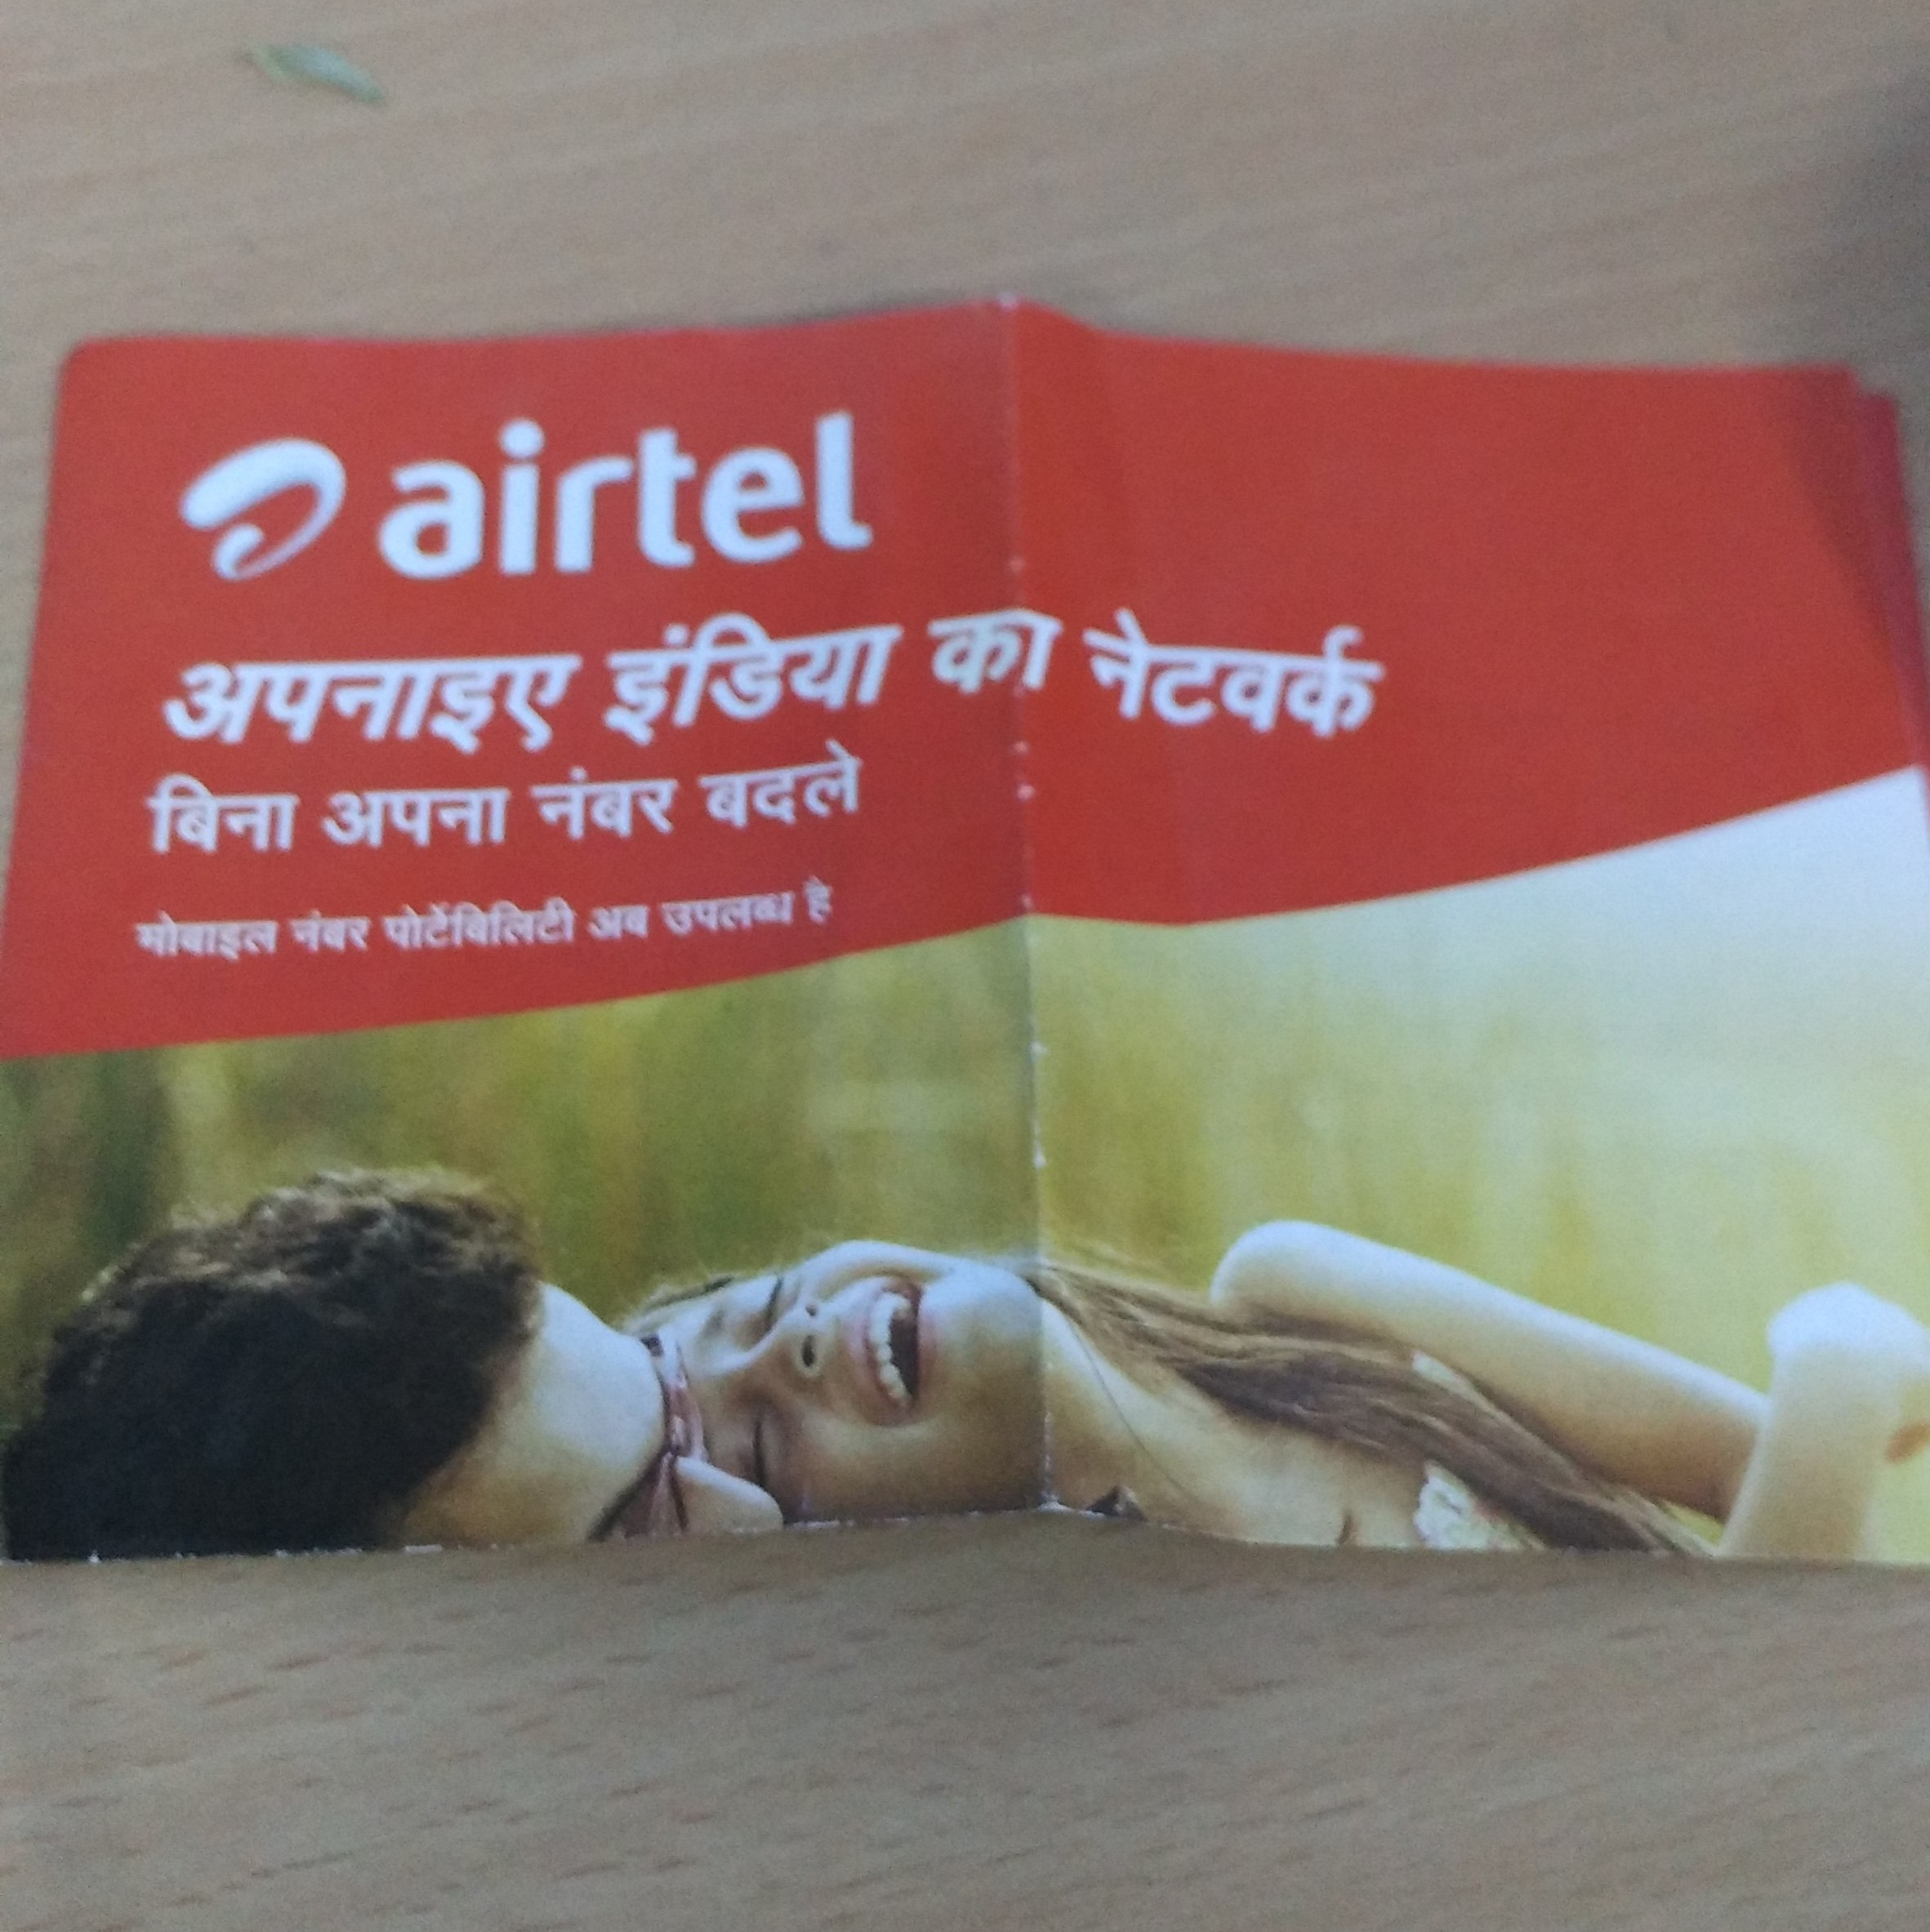 airtel
अपनाइए इंडिया का नेटवर्क
बिना अपना नंबर बदले
मोबाइल नंबर पोर्टेबिलिटी अब उपलब्ध है